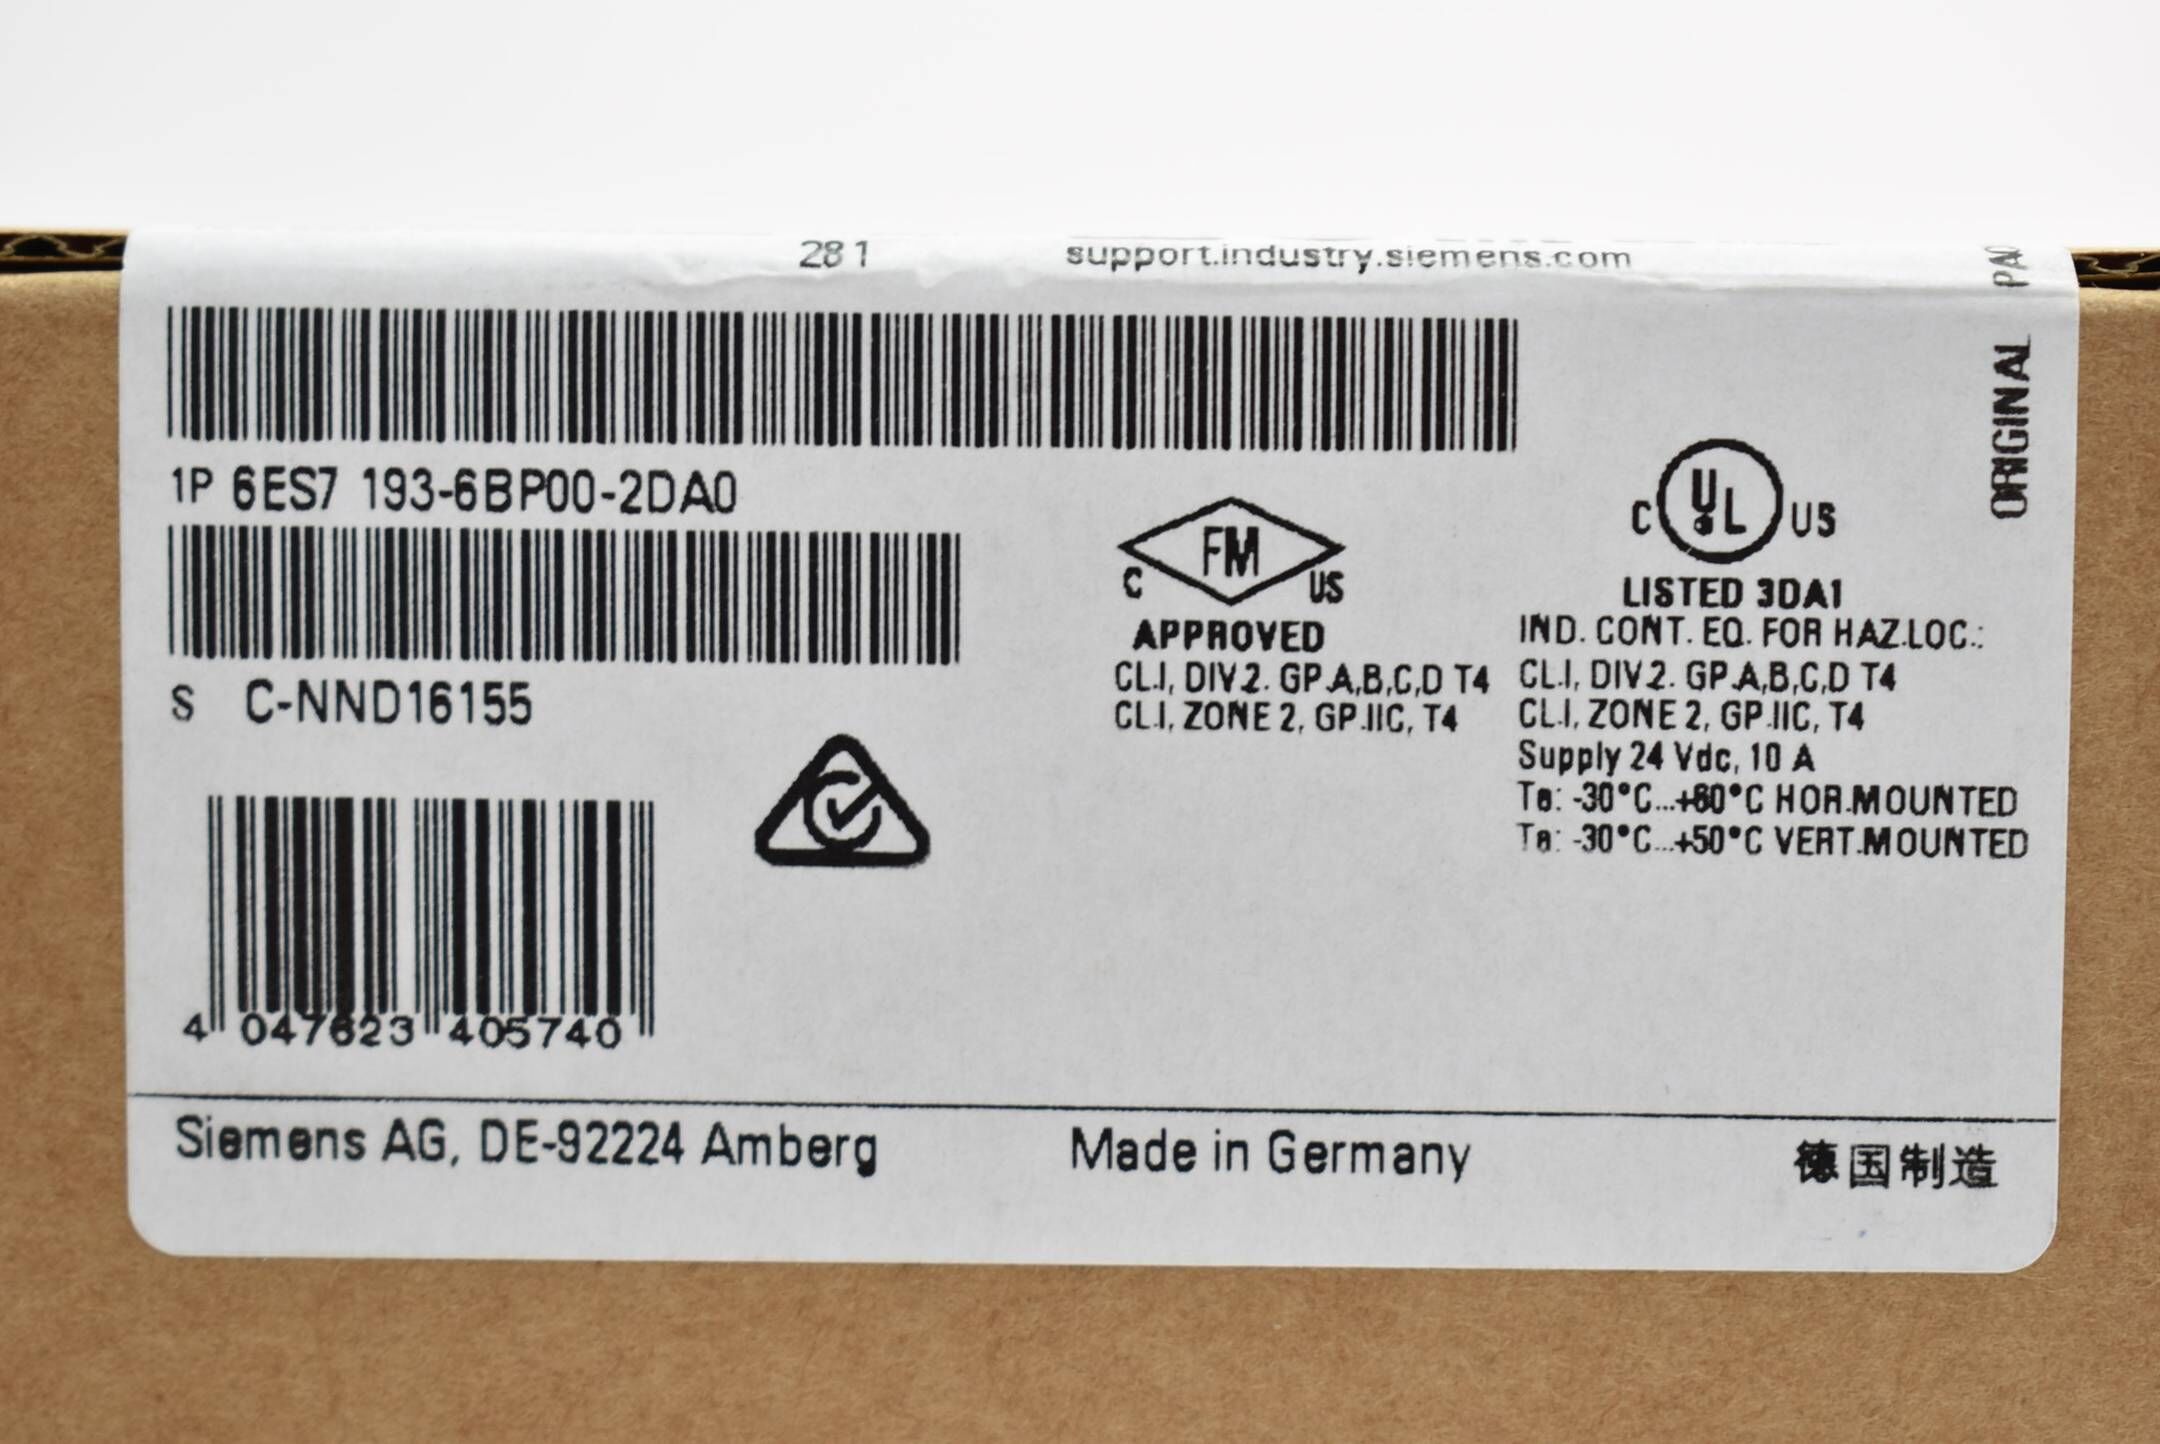 281
support.industry.siemens.com
ORIGINAL
1P 6ES7 193-6BP00-2DA0
S C-NND16155
4 047623 405740
FM
C US
APPROVED
CL.I, DIV.2. GP.A,B,C,D T4
CL.I, ZONE 2, GP.IIC, T4
C UL US
LISTED 3DA1
IND. CONT. EQ. FOR HAZ.LOC.:
CL.I, DIV.2. GP.A,B,C,D T4
CL.I, ZONE 2, GP.IIC, T4
Supply 24 Vdc, 10 A
Ta: -30°C...+60°C HOR.MOUNTED
Ta: -30°C...+50°C VERT.MOUNTED
Siemens AG, DE-92224 Amberg
Made in Germany
德国制造